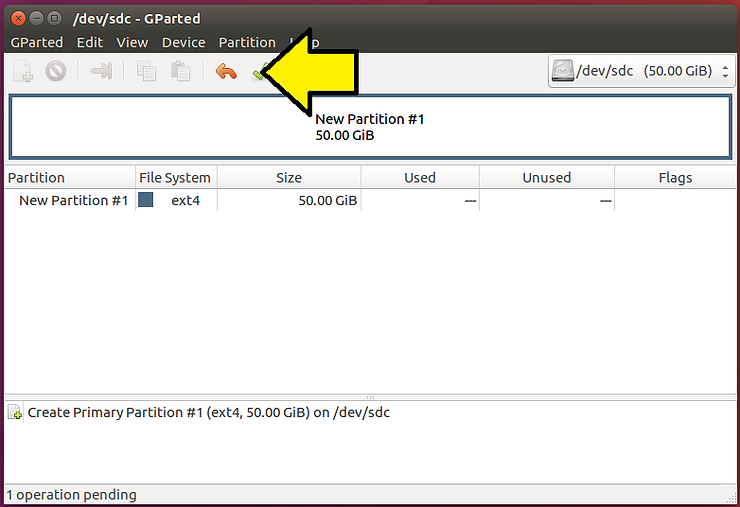 /dev/sdc - GParted
GParted Edit View Device Partition
/dev/sdc (50.00 GiB)
New Partition #1
50.00 GiB
Partition File System Size Used Unused Flags
New Partition #1 ext4 50.00 GiB --- ---
Create Primary Partition #1 (ext4, 50.00 GiB) on /dev/sdc
1 operation pending